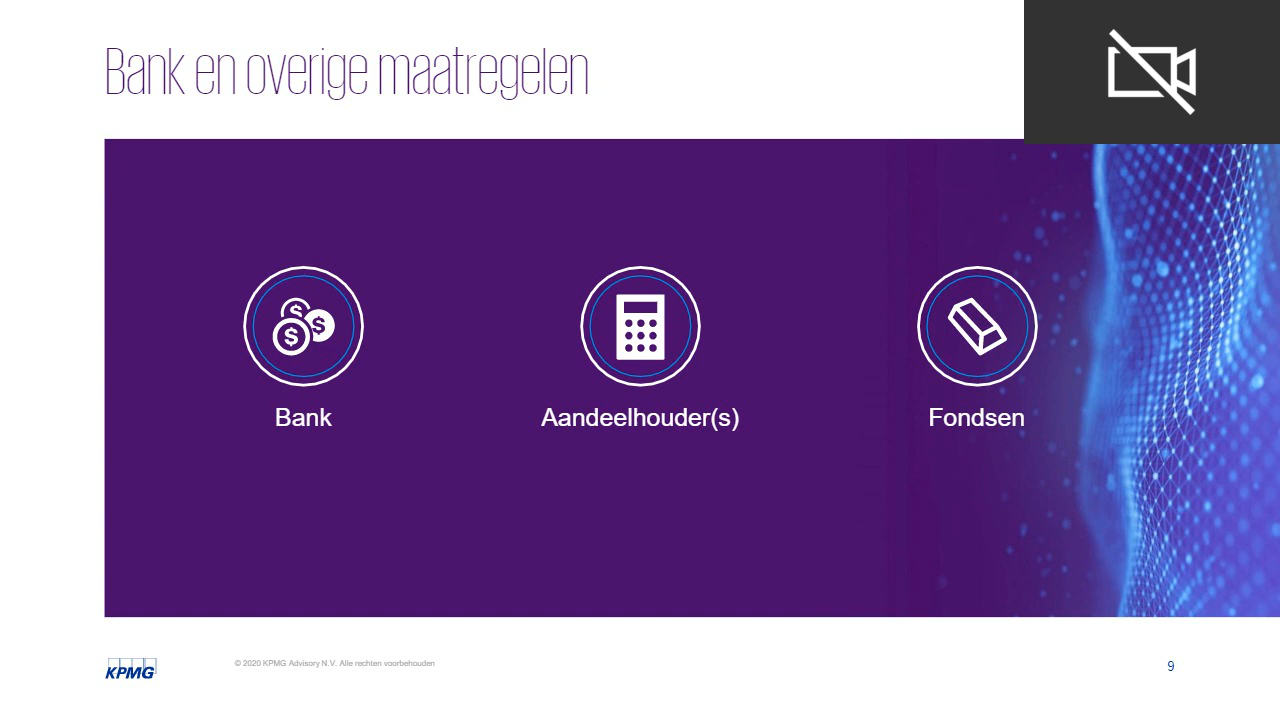 Bank en overige maatregelen
Bank
Aandeelhouder(s)
Fondsen
KPMG
© 2020 KPMG Advisory N.V. Alle rechten voorbehouden
9